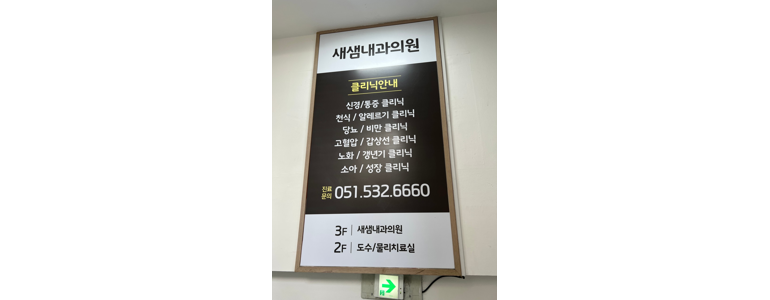 새샘내과의원
클리닉안내
신경/통증 클리닉
천식 / 알레르기 클리닉
당뇨 / 비만 클리닉
고혈압 / 갑상선 클리닉
노화 / 갱년기 클리닉
소아 / 성장 클리닉
진료
문의 051.532.6660
3F | 새샘내과의원
2F | 도수/물리치료실